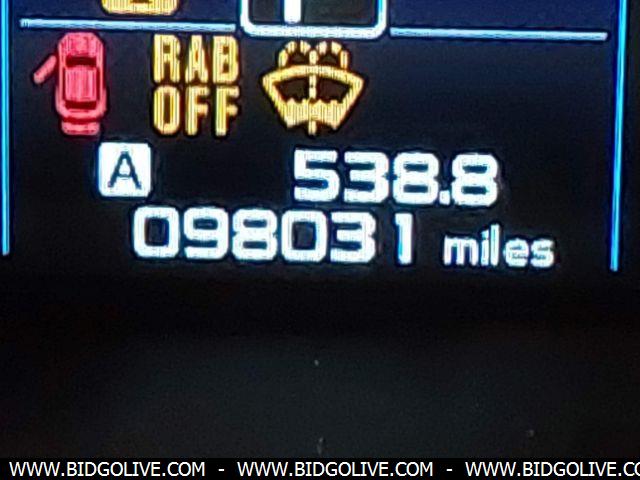 RAB
OFF
A 538.8
098031 miles
WWW.BIDGOLIVE.COM - WWW.BIDGOLIVE.COM - WWW.BIDGOLIVE.CO